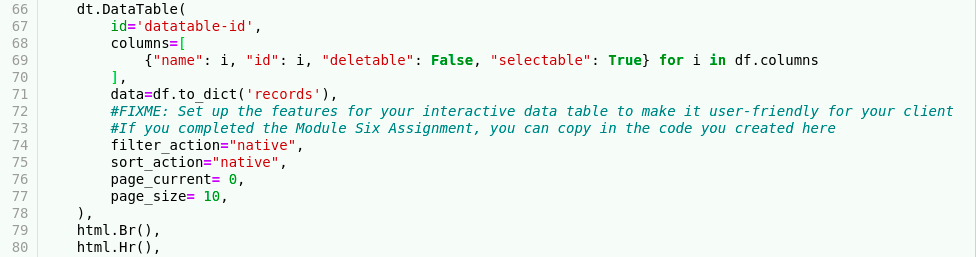 66 dt.DataTable(
67 id='datatable-id',
68 columns=[
69 {"name": i, "id": i, "deletable": False, "selectable": True} for i in df.columns
70 ],
71 data=df.to_dict('records'),
72 #FIXME: Set up the features for your interactive data table to make it user-friendly for your client
73 #If you completed the Module Six Assignment, you can copy in the code you created here
74 filter_action="native",
75 sort_action="native",
76 page_current= 0,
77 page_size= 10,
78 ),
79 html.Br(),
80 html.Hr(),